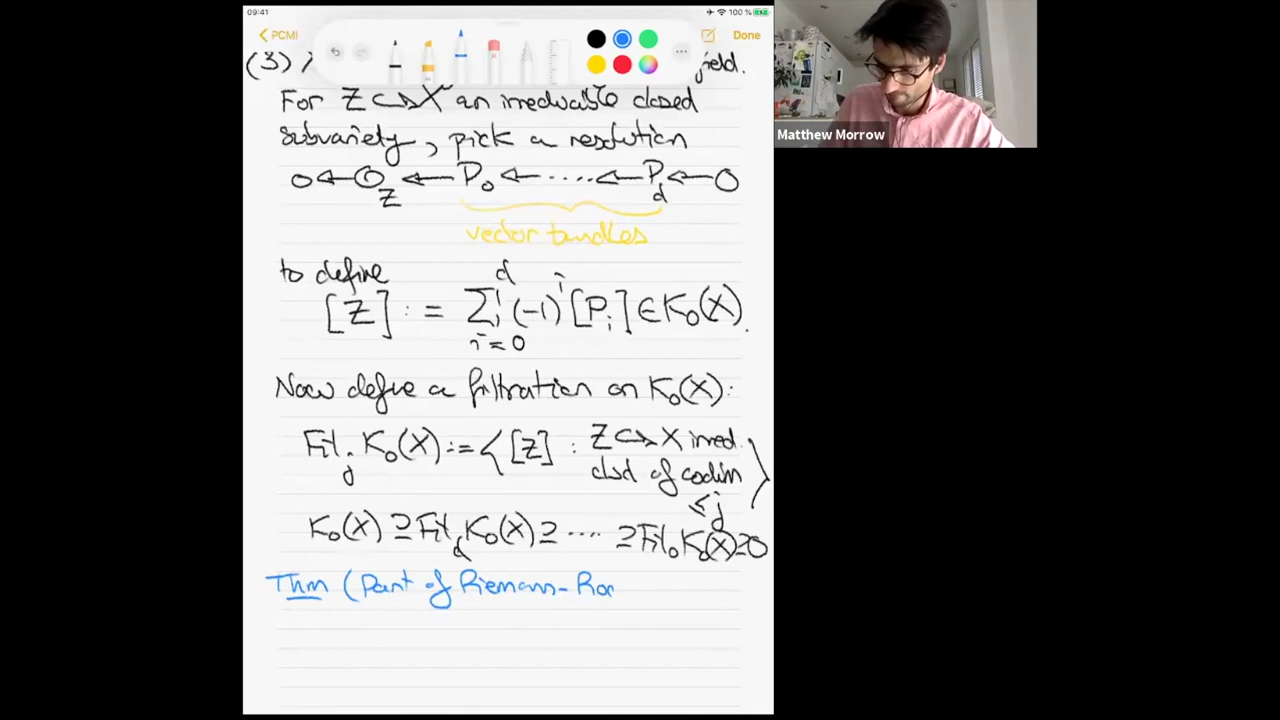 09:41
100 %
PCMI
Done
(3) field.
For Z ↪ X an irreducible closed
subvariety, pick a resolution
0 ← O_Z ← P_0 ← ..... ← P_d ← 0
vector bundles
to define
[Z] := ∑_{i=0}^{d} (-1)^i [P_i] ∈ K_0(X).
Now define a filtration on K_0(X):
Fil_j K_0(X) := < [Z] : Z ↪ X irred. clsd of codim ≤ j >
K_0(X) ⊇ Fil_d K_0(X) ⊇ .... ⊇ Fil_0 K_0(X) ⊇ 0
Thm (Part of Riemann-Roc
Matthew Morrow